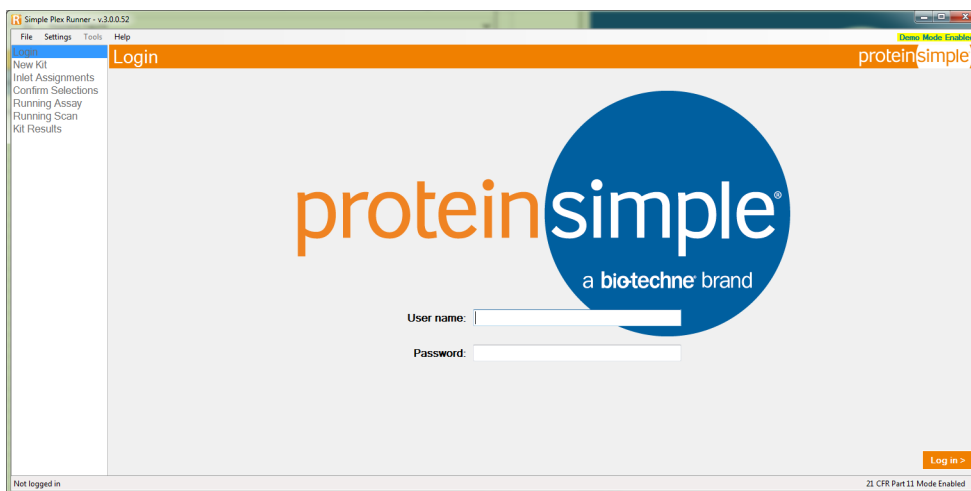 Simple Plex Runner - v.3.0.0.52
File Settings Tools Help
Demo Mode Enabled
Login
New Kit
Inlet Assignments
Confirm Selections
Running Assay
Running Scan
Kit Results
Login
proteinsimple
proteinsimple®
a bio-techne® brand
User name:
Password:
Log in >
Not logged in
21 CFR Part 11 Mode Enabled